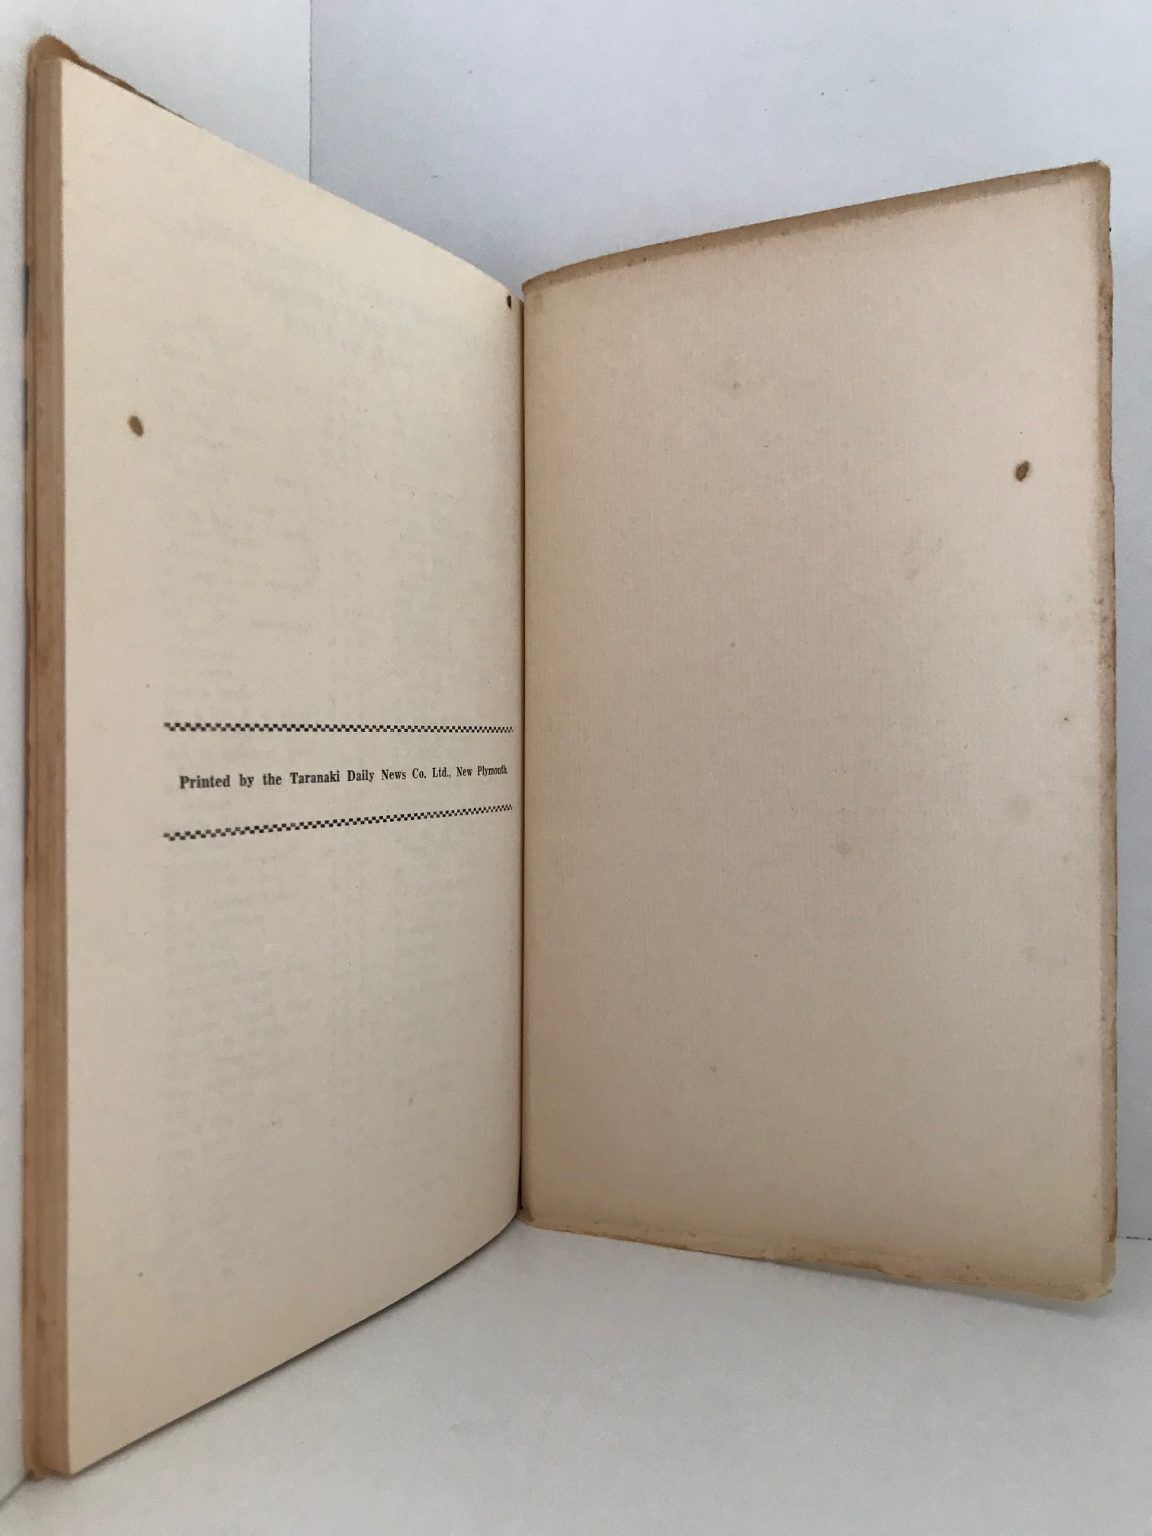 Printed by the Taranaki Daily News Co. Ltd., New Plymouth.